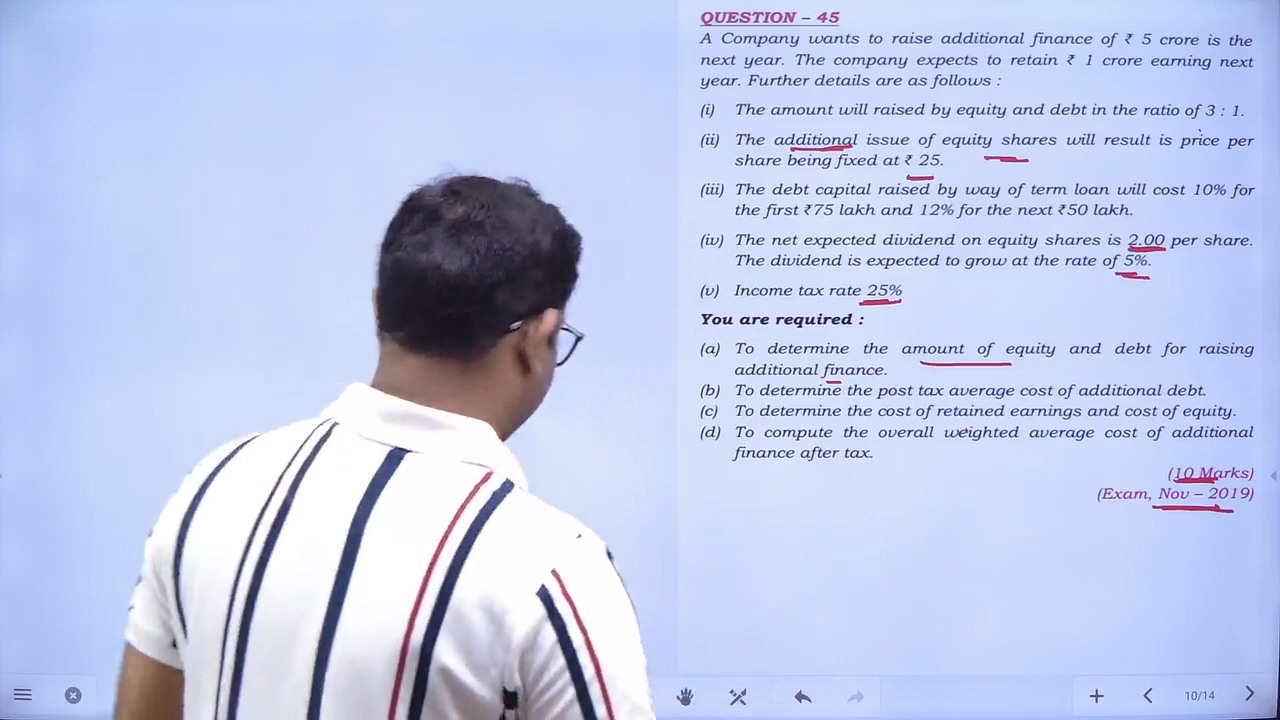 QUESTION – 45
A Company wants to raise additional finance of ₹ 5 crore is the
next year. The company expects to retain ₹ 1 crore earning next
year. Further details are as follows :
(i) The amount will raised by equity and debt in the ratio of 3 : 1.
(ii) The additional issue of equity shares will result is price per
share being fixed at ₹ 25.
(iii) The debt capital raised by way of term loan will cost 10% for
the first ₹75 lakh and 12% for the next ₹50 lakh.
(iv) The net expected dividend on equity shares is 2.00 per share.
The dividend is expected to grow at the rate of 5%.
(v) Income tax rate 25%
You are required :
(a) To determine the amount of equity and debt for raising
additional finance.
(b) To determine the post tax average cost of additional debt.
(c) To determine the cost of retained earnings and cost of equity.
(d) To compute the overall weighted average cost of additional
finance after tax.
(10 Marks)
(Exam, Nov – 2019)
10/14